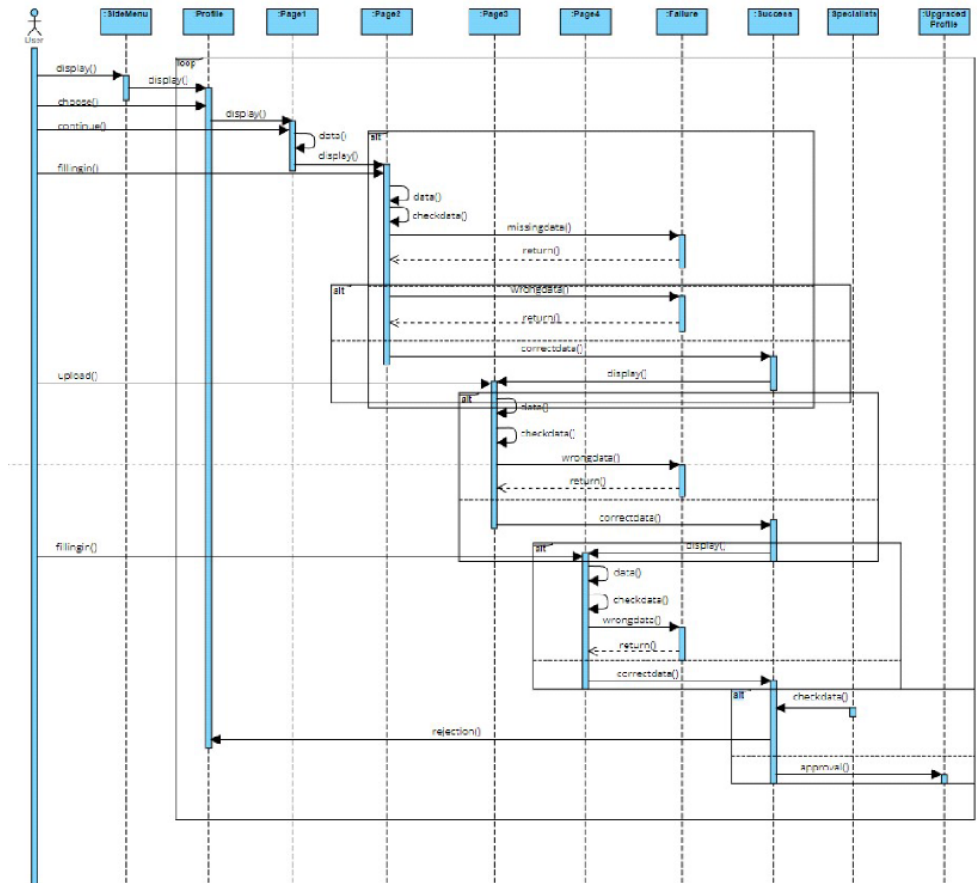 :SideMenu
Profile
:Page1
:Page2
:Page3
:Page4
:Failure
:Success
Specialists
:Upgraced
Profile
User
loop
display()
display()
choose()
display()
continue()
data()
alt
display()
fillingin()
data()
checkdata()
missingdata()
return()
alt
wrongdata()
return()
correctdata()
upload()
display()
alt
data()
checkdata()
wrongdata()
return()
correctdata()
fillingin()
display()
alt
data()
checkdata()
wrongdata()
return()
correctdata()
alt
checkdata()
rejection()
approval()